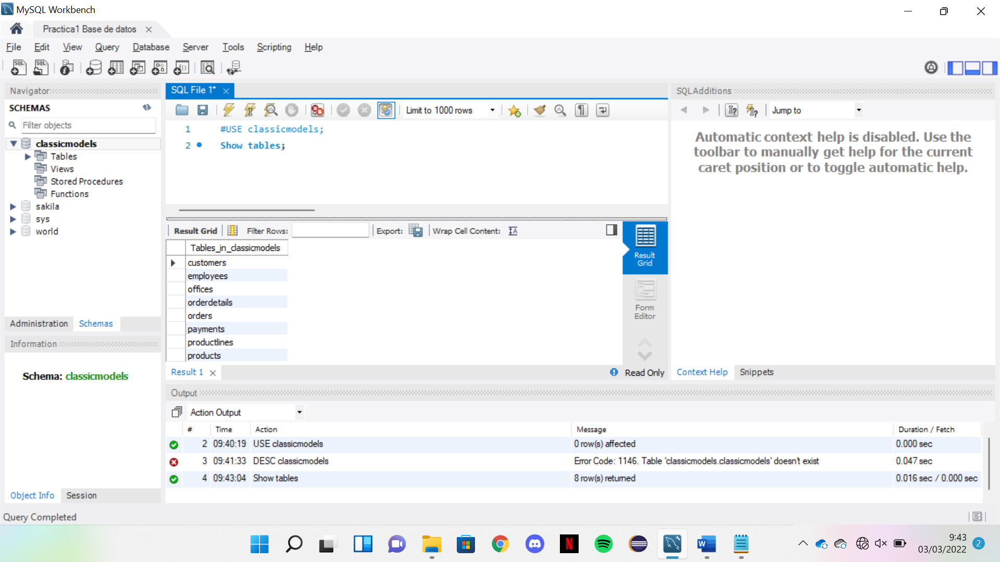 MySQL Workbench
Practica1 Base de datos
File Edit View Query Database Server Tools Scripting Help
Navigator
SCHEMAS
Filter objects
classicmodels
Tables
Views
Stored Procedures
Functions
sakila
sys
world
Administration Schemas
Information
Schema: classicmodels
Object Info Session
SQL File 1*
Limit to 1000 rows
1 #USE classicmodels;
2 Show tables;
Result Grid Filter Rows: Export: Wrap Cell Content:
Tables_in_classicmodels
customers
employees
offices
orderdetails
orders
payments
productlines
products
Result
Grid
Form
Editor
Result 1
Read Only
SQLAdditions
Jump to
Automatic context help is disabled. Use the
toolbar to manually get help for the current
caret position or to toggle automatic help.
Context Help Snippets
Output
Action Output
# Time Action Message Duration / Fetch
2 09:40:19 USE classicmodels 0 row(s) affected 0.000 sec
3 09:41:33 DESC classicmodels Error Code: 1146. Table 'classicmodels.classicmodels' doesn't exist 0.047 sec
4 09:43:04 Show tables 8 row(s) returned 0.016 sec / 0.000 sec
Query Completed
9:43
03/03/2022
2